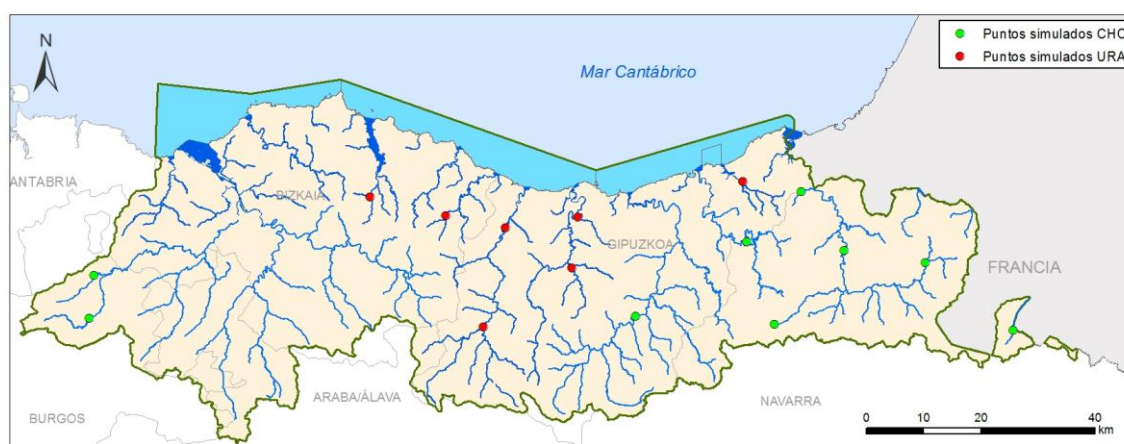 N
Mar Cantábrico
Puntos simulados CHC
Puntos simulados URA
ANTABRIA
BIZKAIA
GIPUZKOA
FRANCIA
ARABA/ÁLAVA
NAVARRA
BURGOS
0 10 20 40
km